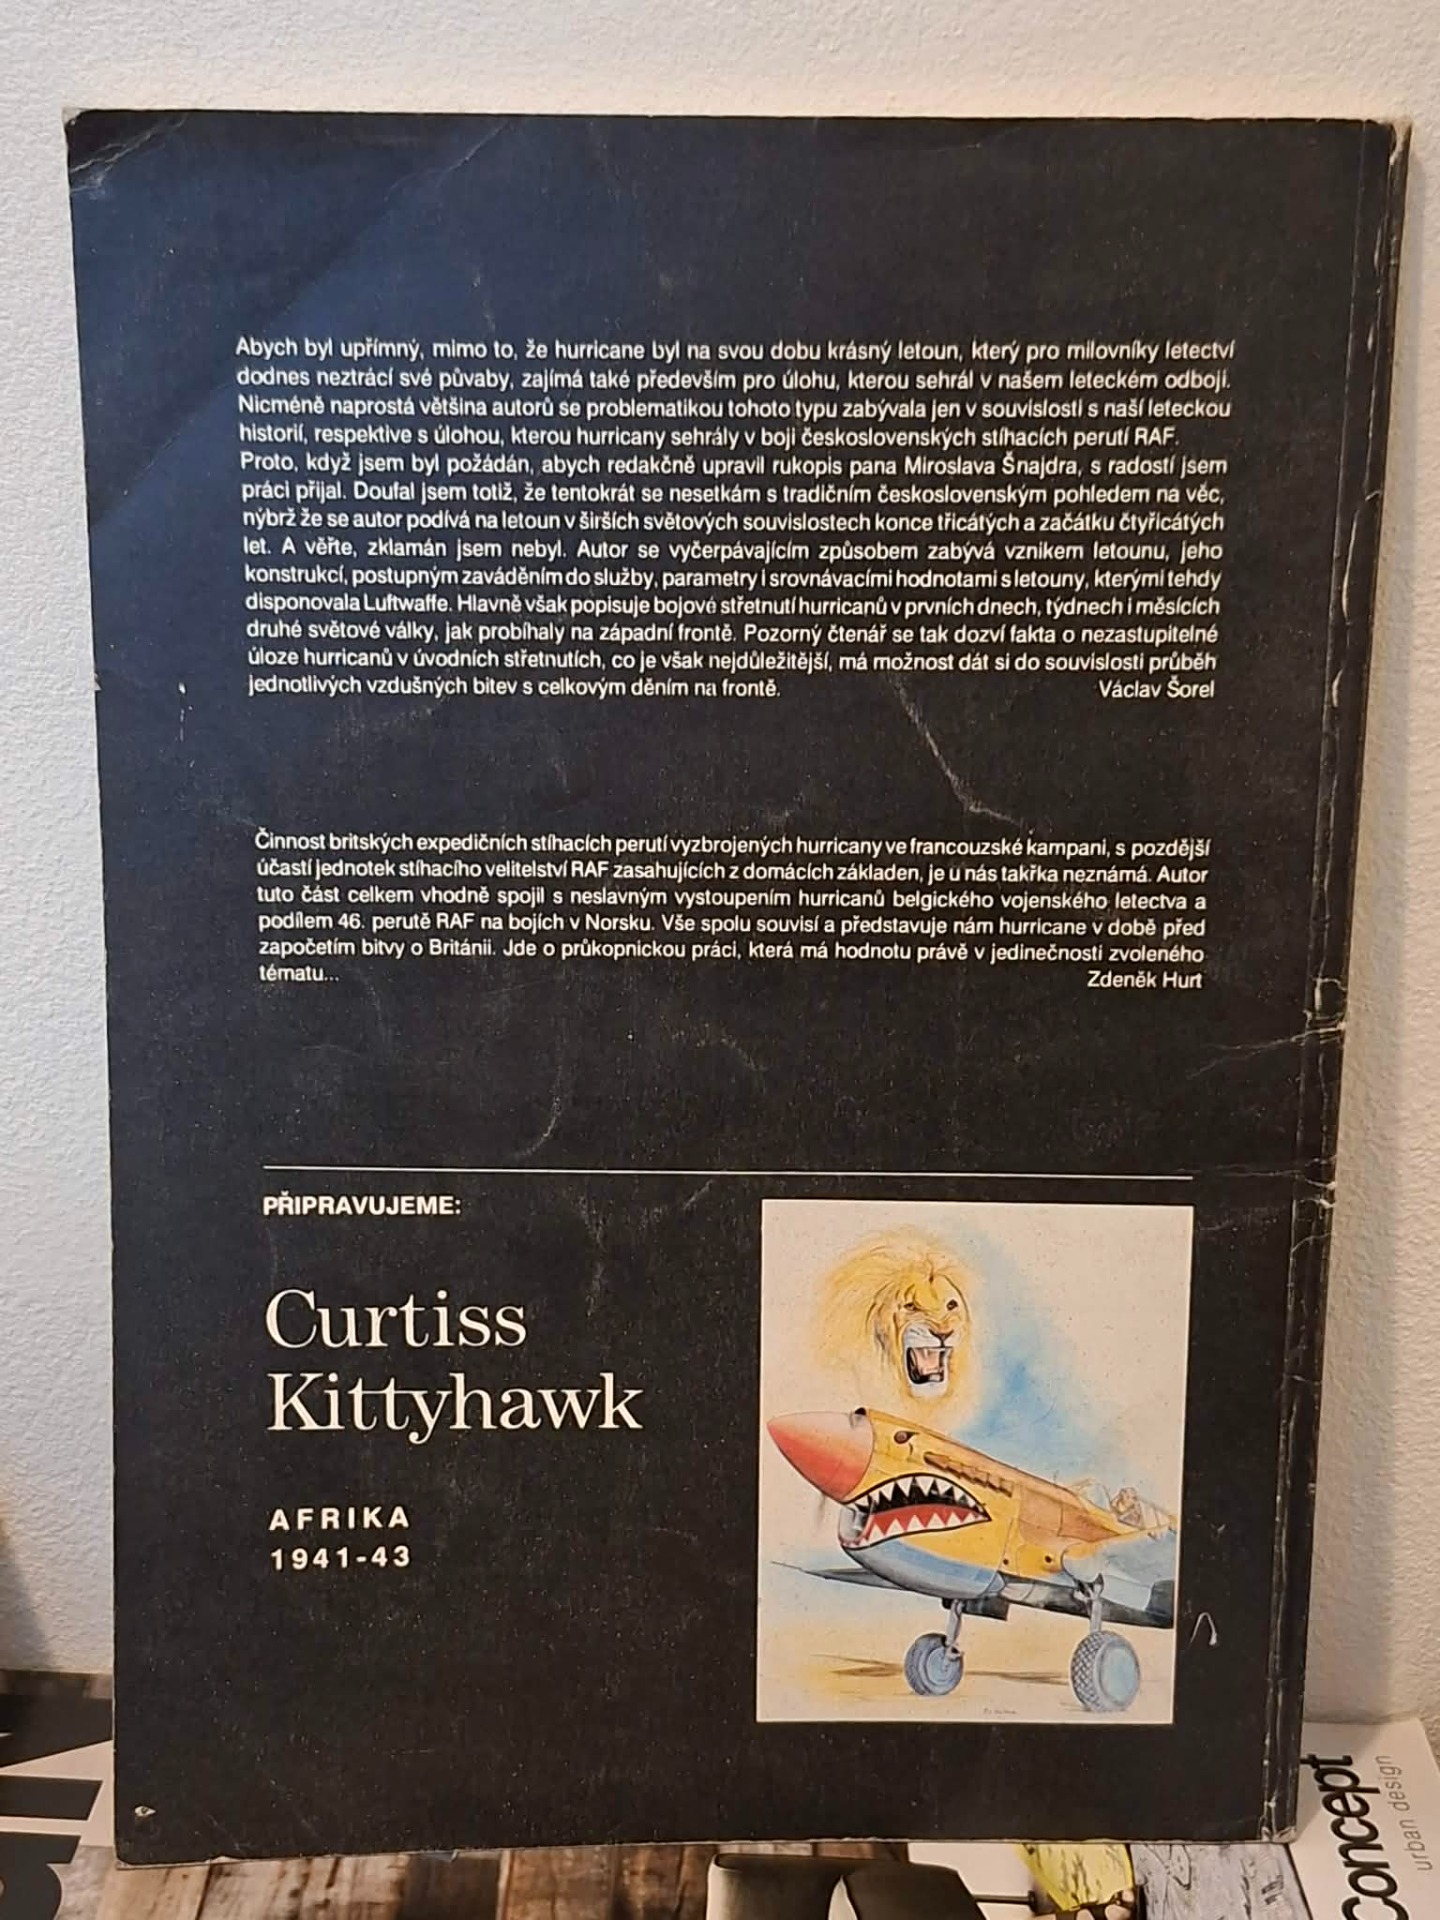 Abych byl upřímný, mimo to, že hurricane byl na svou dobu krásný letoun, který pro milovníky letectví
dodnes neztrácí své půvaby, zajímá také především pro úlohu, kterou sehrál v našem leteckém odboji.
Nicméně naprostá většina autorů se problematikou tohoto typu zabývala jen v souvislosti s naší leteckou
historií, respektive s úlohou, kterou hurricany sehrály v boji československých stíhacích perutí RAF.
Proto, když jsem byl požádán, abych redakčně upravil rukopis pana Miroslava Šnajdra, s radostí jsem
práci přijal. Doufal jsem totiž, že tentokrát se nesetkám s tradičním československým pohledem na věc,
nýbrž že se autor podívá na letoun v širších světových souvislostech konce třicátých a začátku čtyřicátých
let. A věřte, zklamán jsem nebyl. Autor se vyčerpávajícím způsobem zabývá vznikem letounu, jeho
konstrukcí, postupným zaváděním do služby, parametry i srovnávacími hodnotami s letouny, kterými tehdy
disponovala Luftwaffe. Hlavně však popisuje bojové střetnutí hurricanů v prvních dnech, týdnech i měsících
druhé světové války, jak probíhaly na západní frontě. Pozorný čtenář se tak dozví fakta o nezastupitelné
úloze hurricanů v úvodních střetnutích, co je však nejdůležitější, má možnost dát si do souvislosti průběh
jednotlivých vzdušných bitev s celkovým děním na frontě. Václav Šorel
Činnost britských expedičních stíhacích perutí vyzbrojených hurricany ve francouzské kampani, s pozdější
účastí jednotek stíhacího velitelství RAF zasahujících z domácích základen, je u nás takřka neznámá. Autor
tuto část celkem vhodně spojil s neslavným vystoupením hurricanů belgického vojenského letectva a
podílem 46. perutě RAF na bojích v Norsku. Vše spolu souvisí a představuje nám hurricane v době před
započetím bitvy o Británii. Jde o průkopnickou práci, která má hodnotu právě v jedinečnosti zvoleného
tématu... Zdeněk Hurt
PŘIPRAVUJEME:
Curtiss
Kittyhawk
AFRIKA
1941-43
concept
urban design